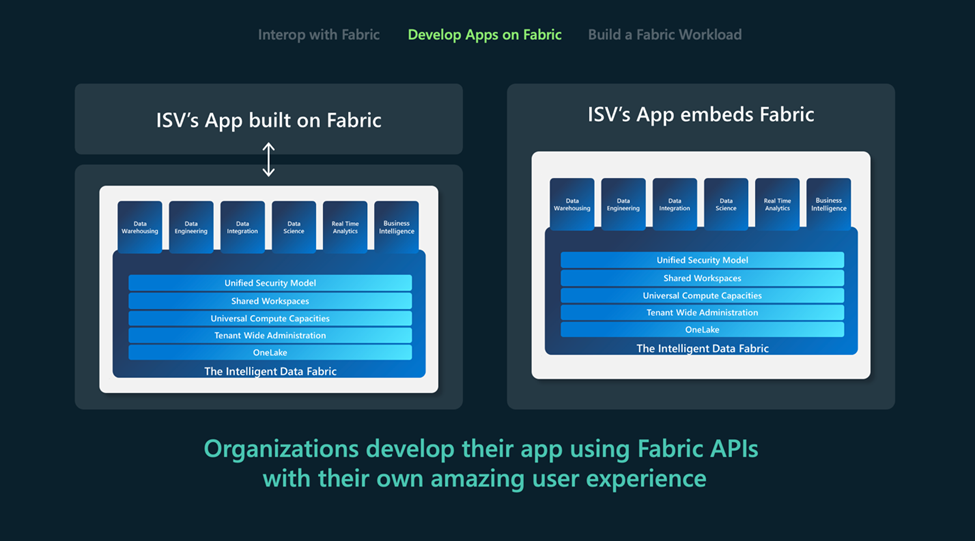 Interop with Fabric
Develop Apps on Fabric
Build a Fabric Workload
ISV's App built on Fabric
Data
Warehousing
Data
Engineering
Data
Integration
Data
Science
Real Time
Analytics
Business
Intelligence
Unified Security Model
Shared Workspaces
Universal Compute Capacities
Tenant Wide Administration
OneLake
The Intelligent Data Fabric
ISV's App embeds Fabric
Data
Warehousing
Data
Engineering
Data
Integration
Data
Science
Real Time
Analytics
Business
Intelligence
Unified Security Model
Shared Workspaces
Universal Compute Capacities
Tenant Wide Administration
OneLake
The Intelligent Data Fabric
Organizations develop their app using Fabric APIs
with their own amazing user experience